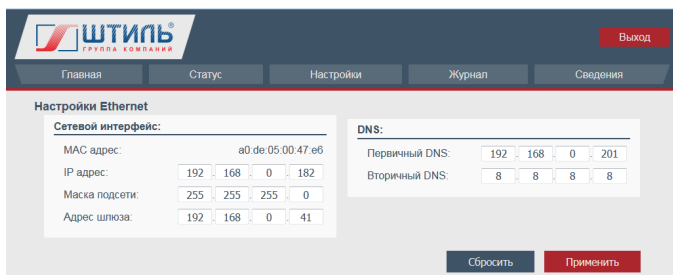 ШТИЛЬ®
ГРУППА КОМПАНИЙ
Выход
Главная Статус Настройки Журнал Сведения
Настройки Ethernet
Сетевой интерфейс:
MAC адрес: a0:de:05:00:47:e6
IP адрес: 192 . 168 . 0 . 182
Маска подсети: 255 . 255 . 255 . 0
Адрес шлюза: 192 . 168 . 0 . 41
DNS:
Первичный DNS: 192 . 168 . 0 . 201
Вторичный DNS: 8 . 8 . 8 . 8
Сбросить Применить